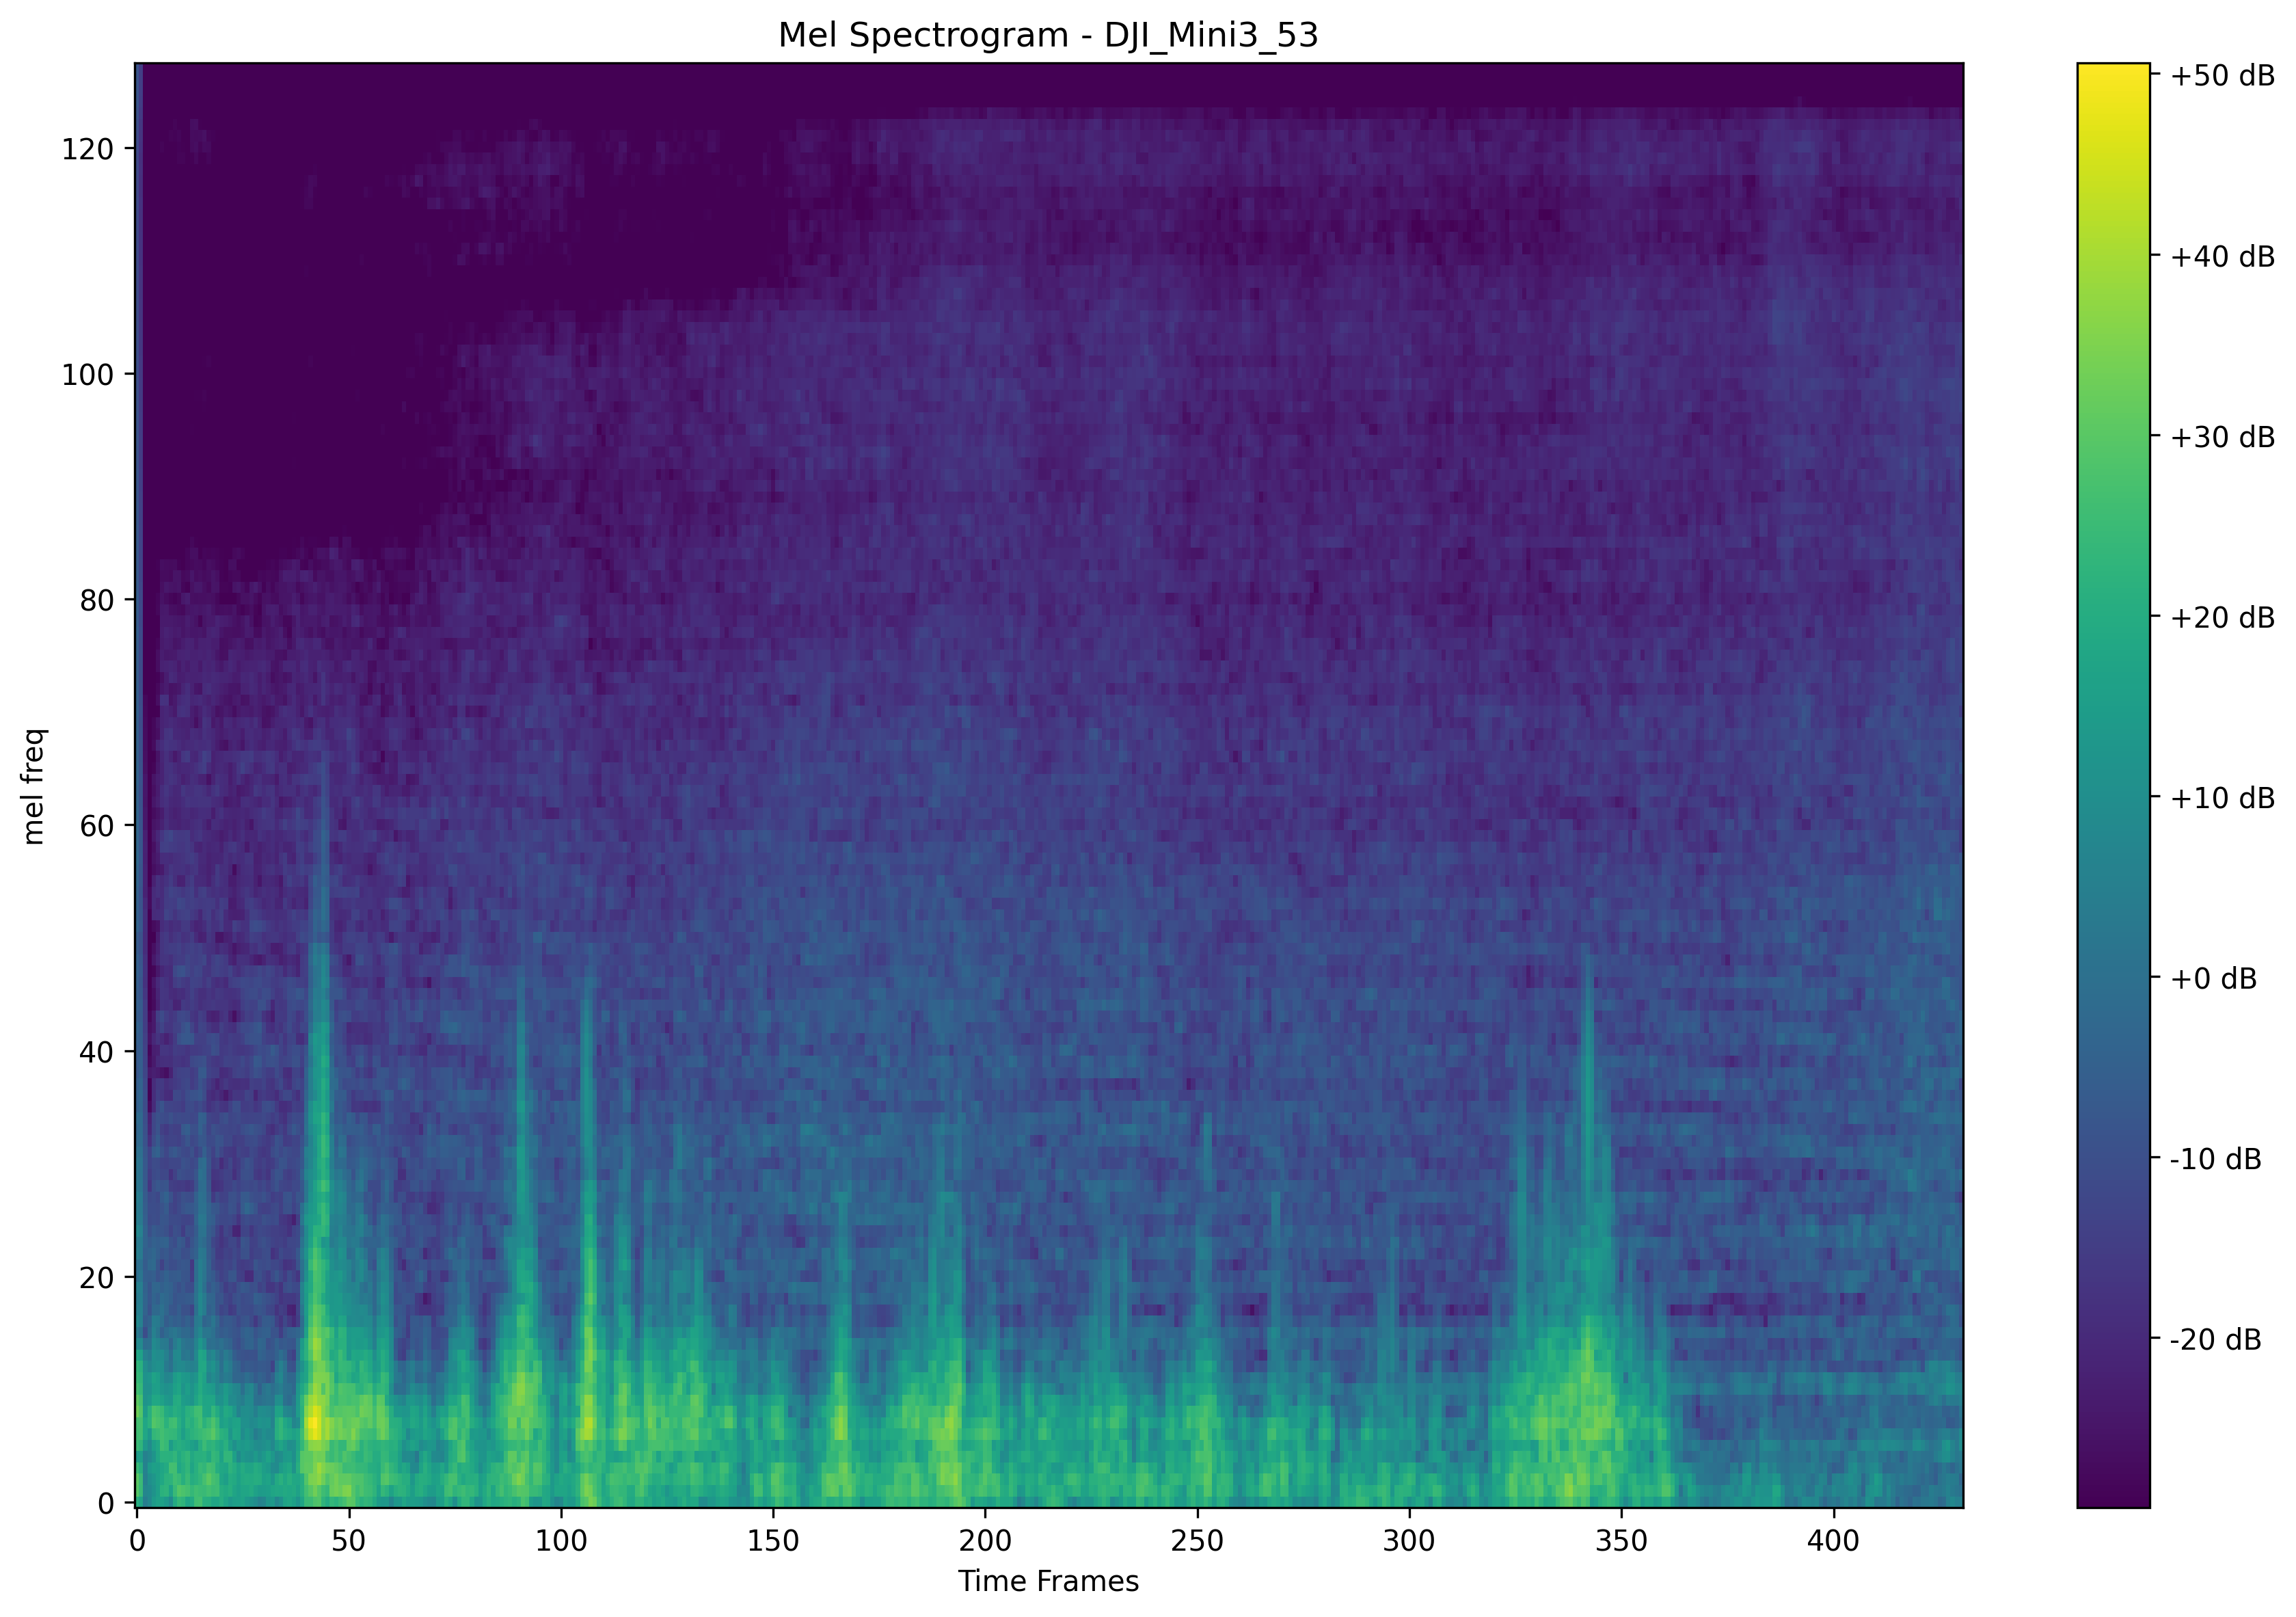 Mel Spectrogram - DJI_Mini3_53
mel freq
120
100
80
60
40
20
0
0 50 100 150 200 250 300 350 400
Time Frames
+50 dB
+40 dB
+30 dB
+20 dB
+10 dB
+0 dB
-10 dB
-20 dB